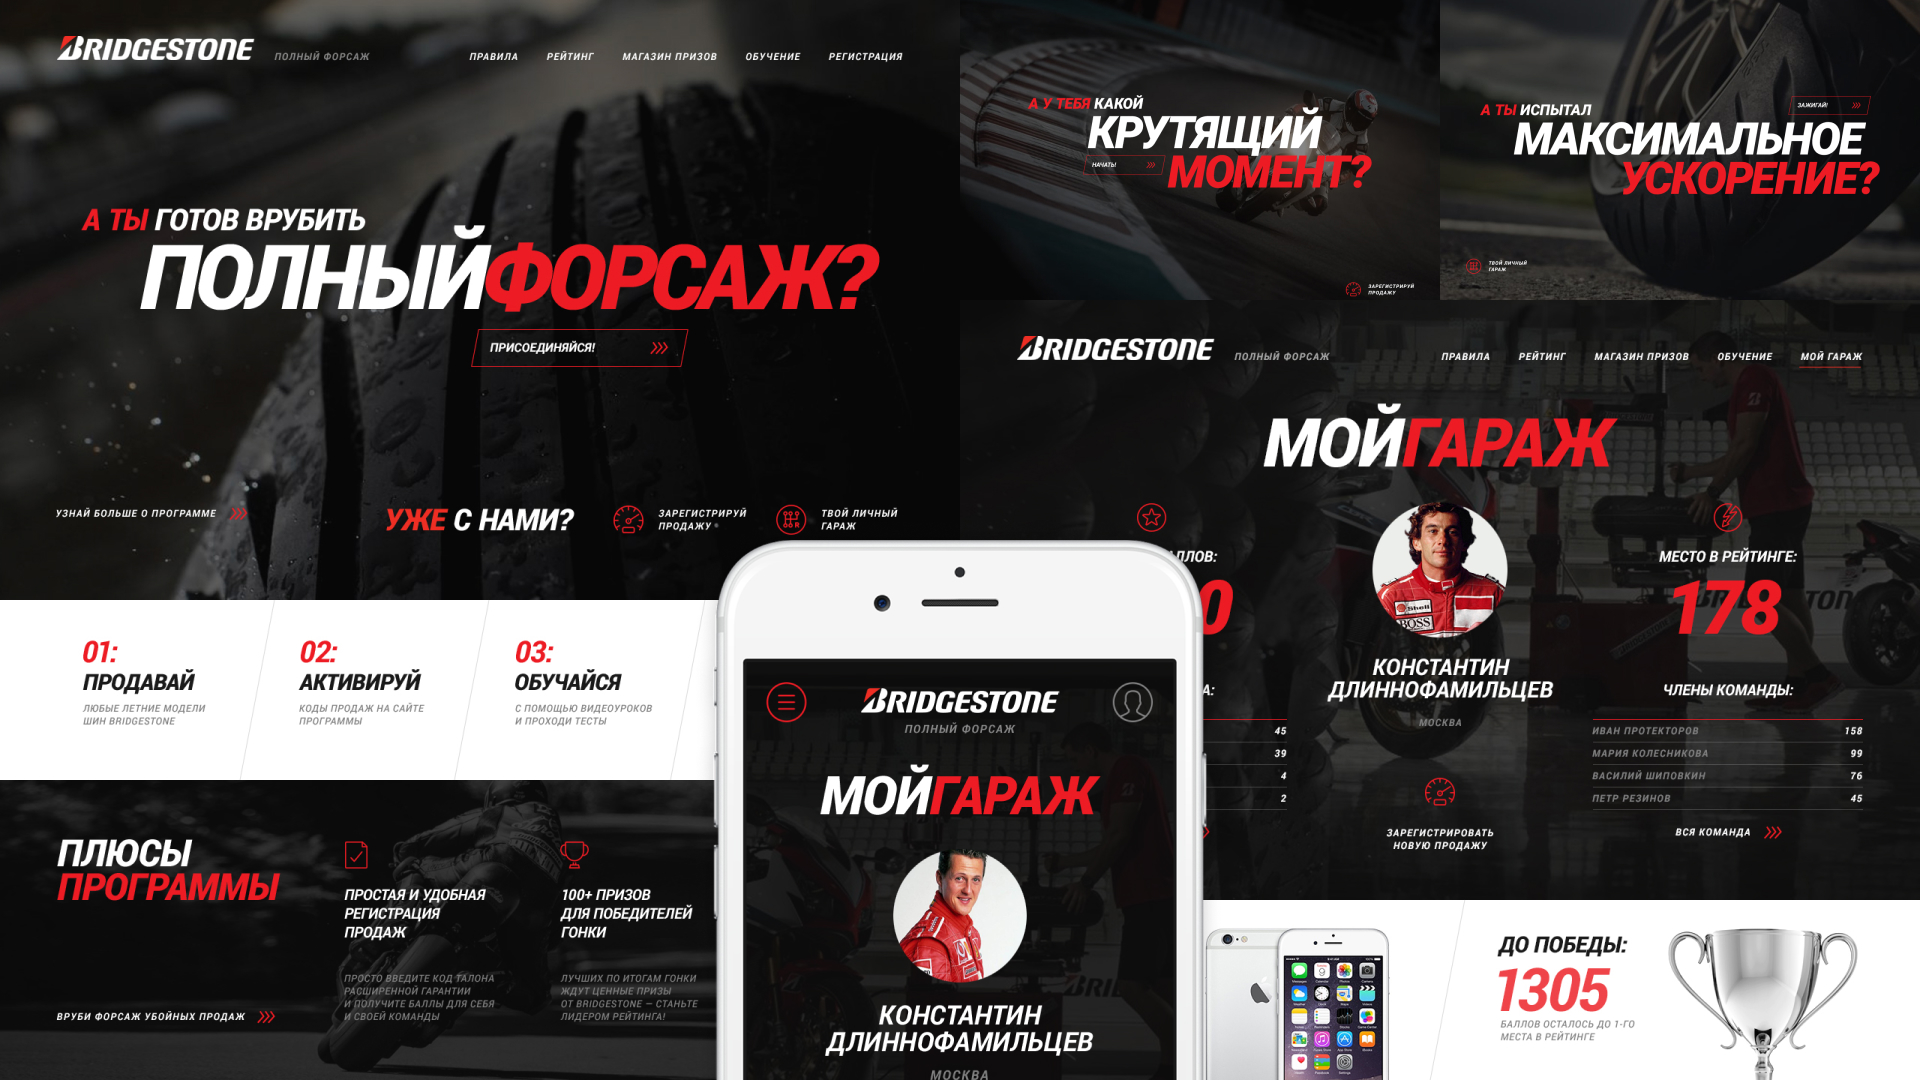 BRIDGESTONE
ПОЛНЫЙ ФОРСАЖ
ПРАВИЛА
РЕЙТИНГ
МАГАЗИН ПРИЗОВ
ОБУЧЕНИЕ
РЕГИСТРАЦИЯ
А ТЫ ГОТОВ ВРУБИТЬ
ПОЛНЫЙФОРСАЖ?
ПРИСОЕДИНЯЙСЯ!
УЗНАЙ БОЛЬШЕ О ПРОГРАММЕ
УЖЕ С НАМИ?
ЗАРЕГИСТРИРУЙ
ПРОДАЖУ
ТВОЙ ЛИЧНЫЙ
ГАРАЖ
А У ТЕБЯ КАКОЙ
КРУТЯЩИЙ
НАЧАТЬ!
МОМЕНТ?
ЗАРЕГИСТРИРУЙ
ПРОДАЖУ
ЗАЖИГАЙ!
А ТЫ ИСПЫТАЛ
МАКСИМАЛЬНОЕ
УСКОРЕНИЕ?
ТВОЙ ЛИЧНЫЙ
ГАРАЖ
BRIDGESTONE
ПОЛНЫЙ ФОРСАЖ
ПРАВИЛА
РЕЙТИНГ
МАГАЗИН ПРИЗОВ
ОБУЧЕНИЕ
МОЙ ГАРАЖ
МОЙГАРАЖ
ЛЛОВ:
0
А:
45
39
4
2
Shell
BOSS
КОНСТАНТИН
ДЛИННОФАМИЛЬЦЕВ
МОСКВА
ЗАРЕГИСТРИРОВАТЬ
НОВУЮ ПРОДАЖУ
МЕСТО В РЕЙТИНГЕ:
178
ЧЛЕНЫ КОМАНДЫ:
ИВАН ПРОТЕКТОРОВ 158
МАРИЯ КОЛЕСНИКОВА 99
ВАСИЛИЙ ШИПОВКИН 76
ПЕТР РЕЗИНОВ 45
ВСЯ КОМАНДА
01:
ПРОДАВАЙ
ЛЮБЫЕ ЛЕТНИЕ МОДЕЛИ
ШИН BRIDGESTONE
02:
АКТИВИРУЙ
КОДЫ ПРОДАЖ НА САЙТЕ
ПРОГРАММЫ
03:
ОБУЧАЙСЯ
С ПОМОЩЬЮ ВИДЕОУРОКОВ
И ПРОХОДИ ТЕСТЫ
ПЛЮСЫ
ПРОГРАММЫ
ВРУБИ ФОРСАЖ УБОЙНЫХ ПРОДАЖ
ПРОСТАЯ И УДОБНАЯ
РЕГИСТРАЦИЯ
ПРОДАЖ
ПРОСТО ВВЕДИТЕ КОД ТАЛОНА
РАСШИРЕННОЙ ГАРАНТИИ
И ПОЛУЧИТЕ БАЛЛЫ ДЛЯ СЕБЯ
И СВОЕЙ КОМАНДЫ
100+ ПРИЗОВ
ДЛЯ ПОБЕДИТЕЛЕЙ
ГОНКИ
ЛУЧШИХ ПО ИТОГАМ ГОНКИ
ЖДУТ ЦЕННЫЕ ПРИЗЫ
ОТ BRIDGESTONE – СТАНЬТЕ
ЛИДЕРОМ РЕЙТИНГА!
BRIDGESTONE
ПОЛНЫЙ ФОРСАЖ
МОЙГАРАЖ
КОНСТАНТИН
ДЛИННОФАМИЛЬЦЕВ
МОСКВА
ДО ПОБЕДЫ:
1305
БАЛЛОВ ОСТАЛОСЬ ДО 1-ГО
МЕСТА В РЕЙТИНГЕ